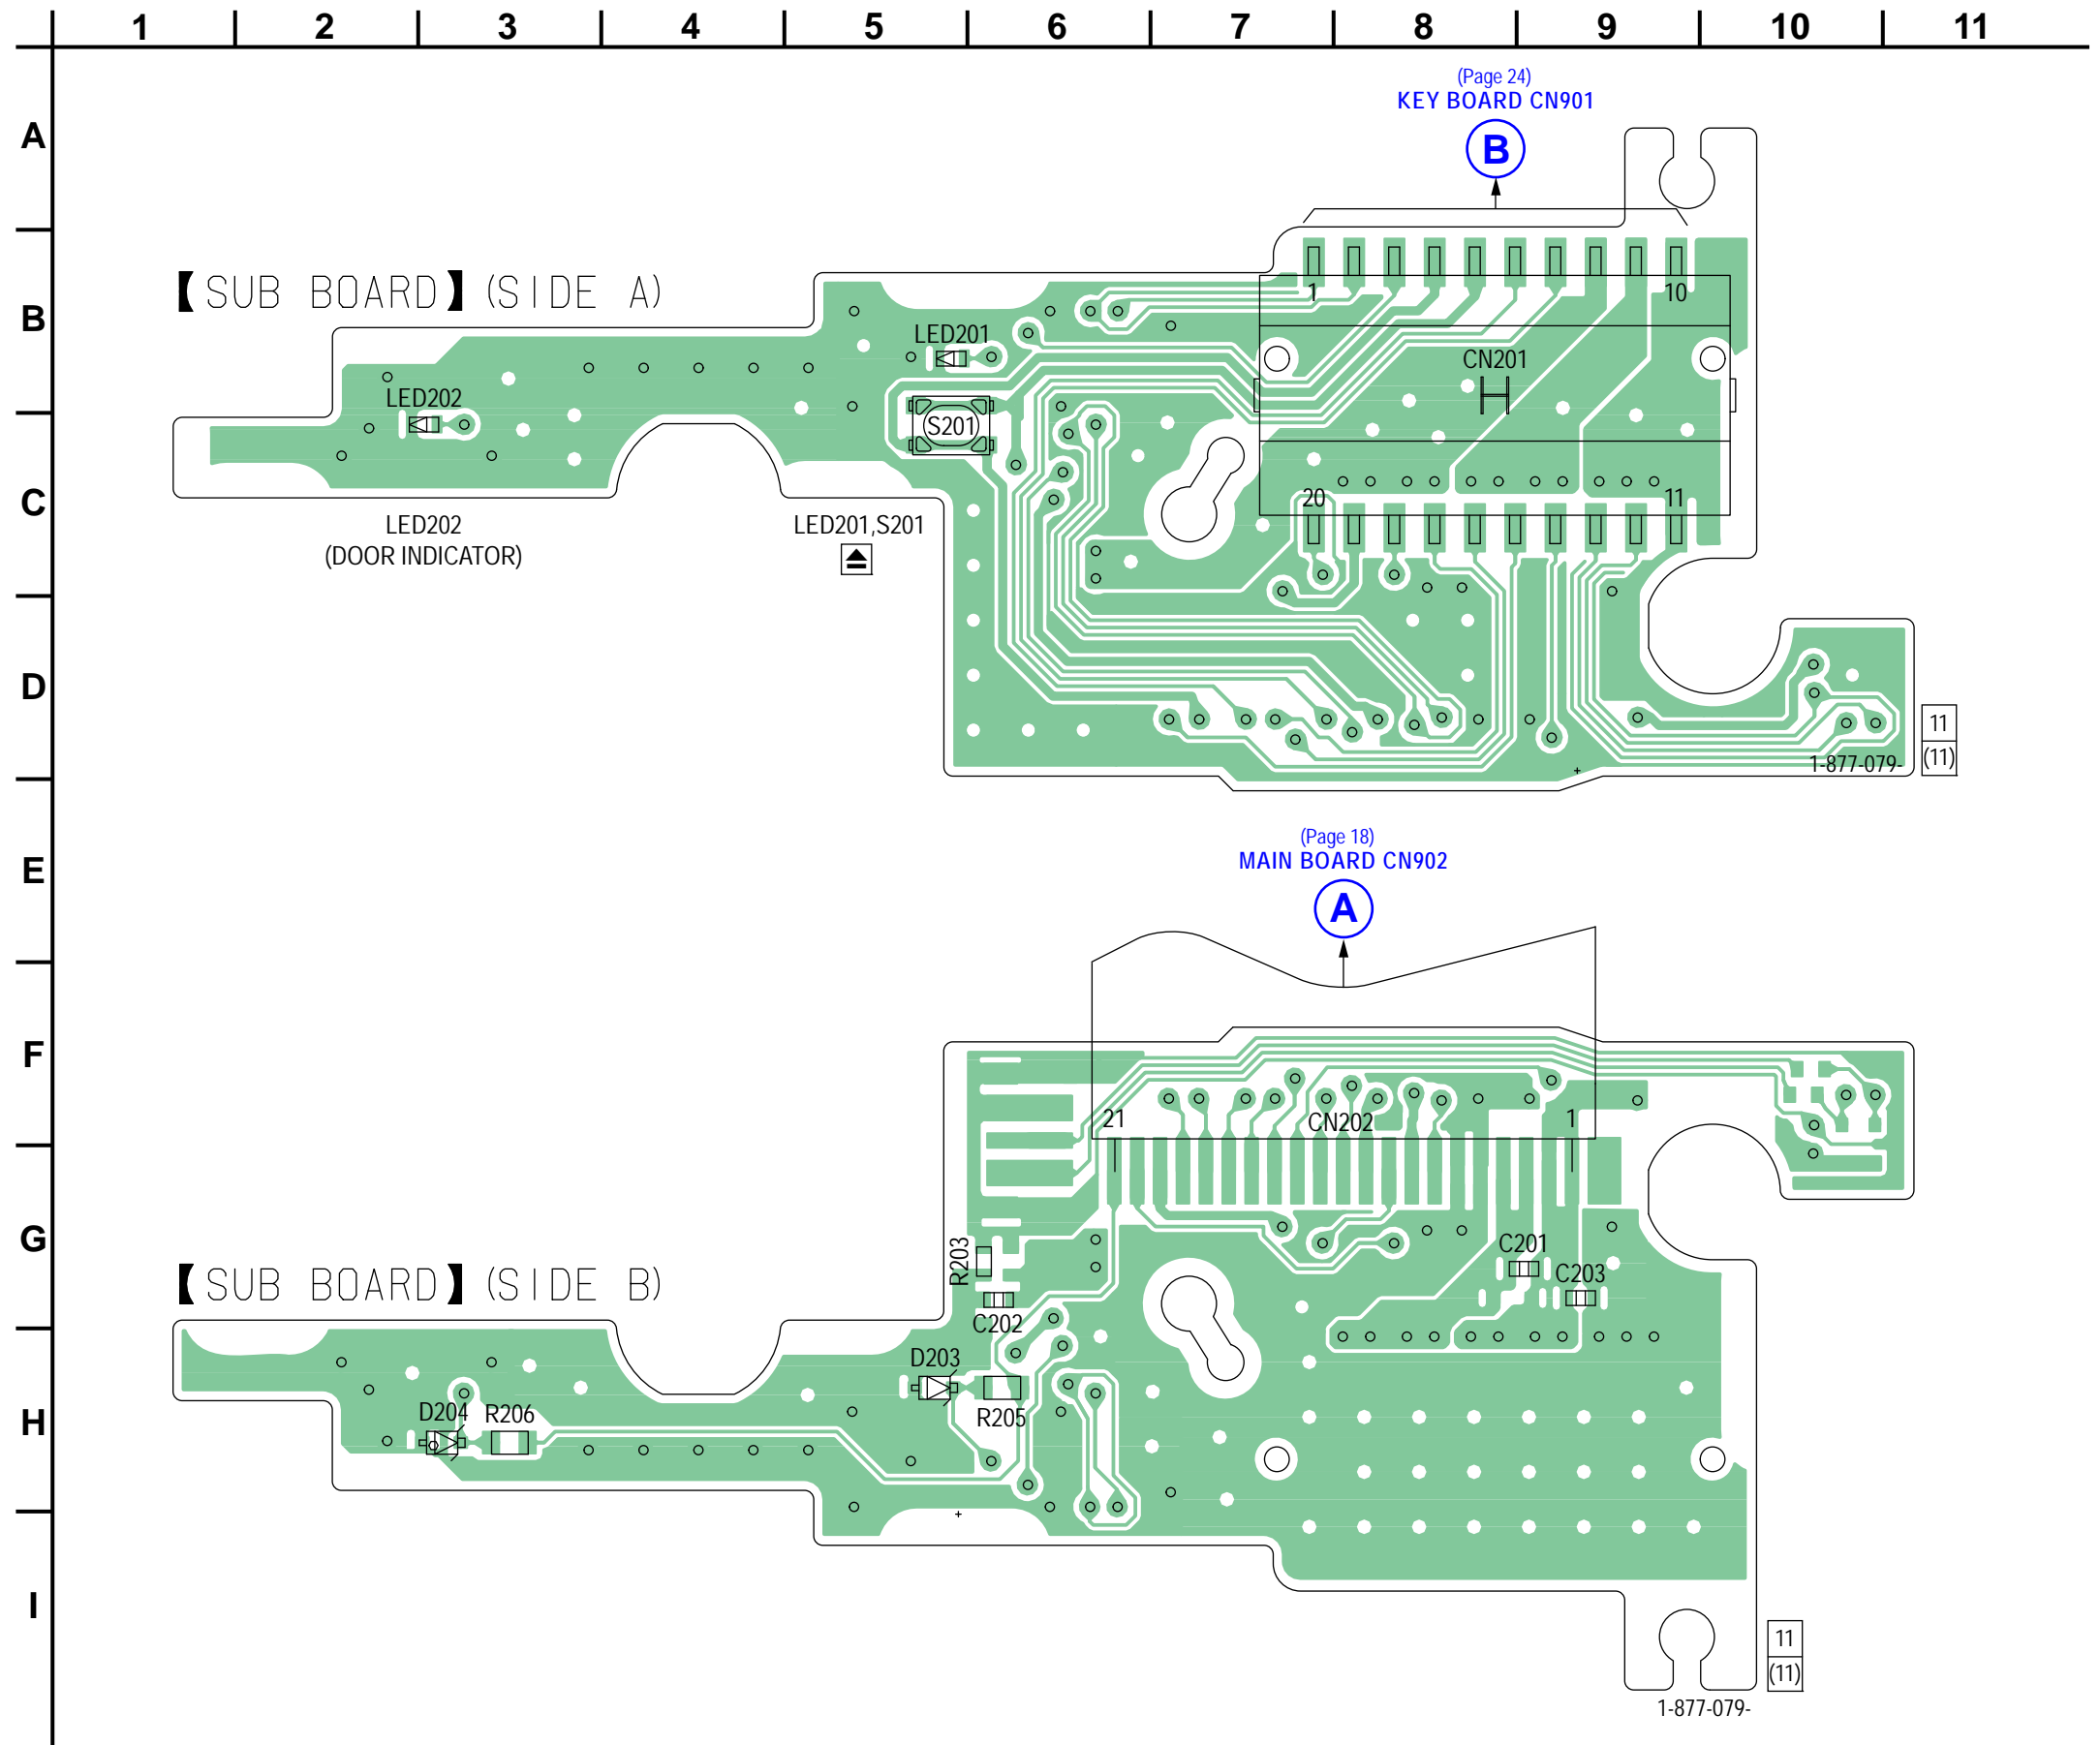 1 2 3 4 5 6 7 8 9 10 11
(Page 24)
KEY BOARD CN901
A
B
B
【SUB BOARD】(SIDE A)
1
10
LED201
CN201
LED202
S201
C
20
11
LED202
(DOOR INDICATOR)
LED201,S201
D
11
(11)
1-877-079-
(Page 18)
MAIN BOARD CN902
E
A
F
21
CN202
1
G
R203
C201
C203
【SUB BOARD】(SIDE B)
C202
D203
H
D204
R206
R205
I
11
(11)
1-877-079-